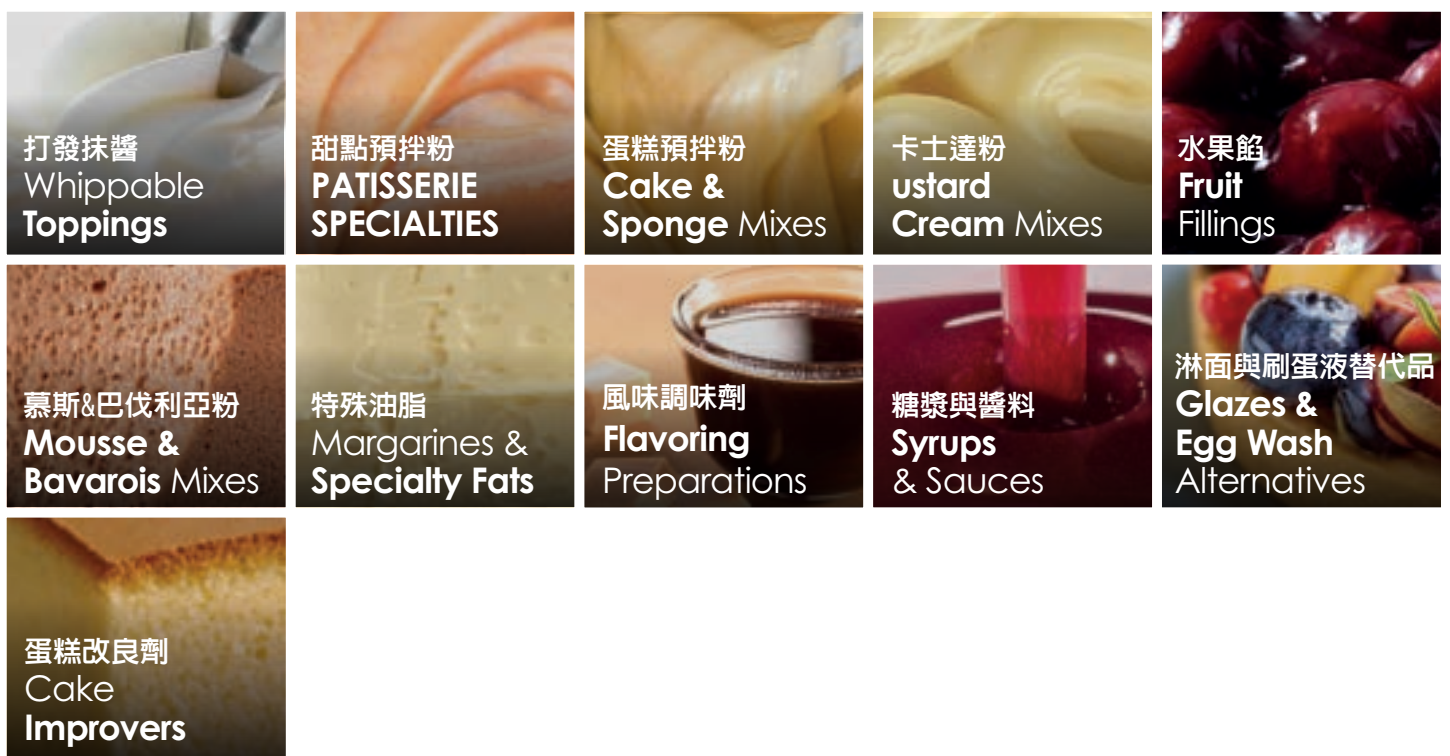 打發抹醬
Whippable
Toppings
甜點預拌粉
PATISSERIE
SPECIALTIES
蛋糕預拌粉
Cake &
Sponge Mixes
卡士達粉
ustard
Cream Mixes
水果餡
Fruit
Fillings
慕斯&巴伐利亞粉
Mousse &
Bavarois Mixes
特殊油脂
Margarines &
Specialty Fats
風味調味劑
Flavoring
Preparations
糖漿與醬料
Syrups
& Sauces
淋面與刷蛋液替代品
Glazes &
Egg Wash
Alternatives
蛋糕改良劑
Cake
Improvers